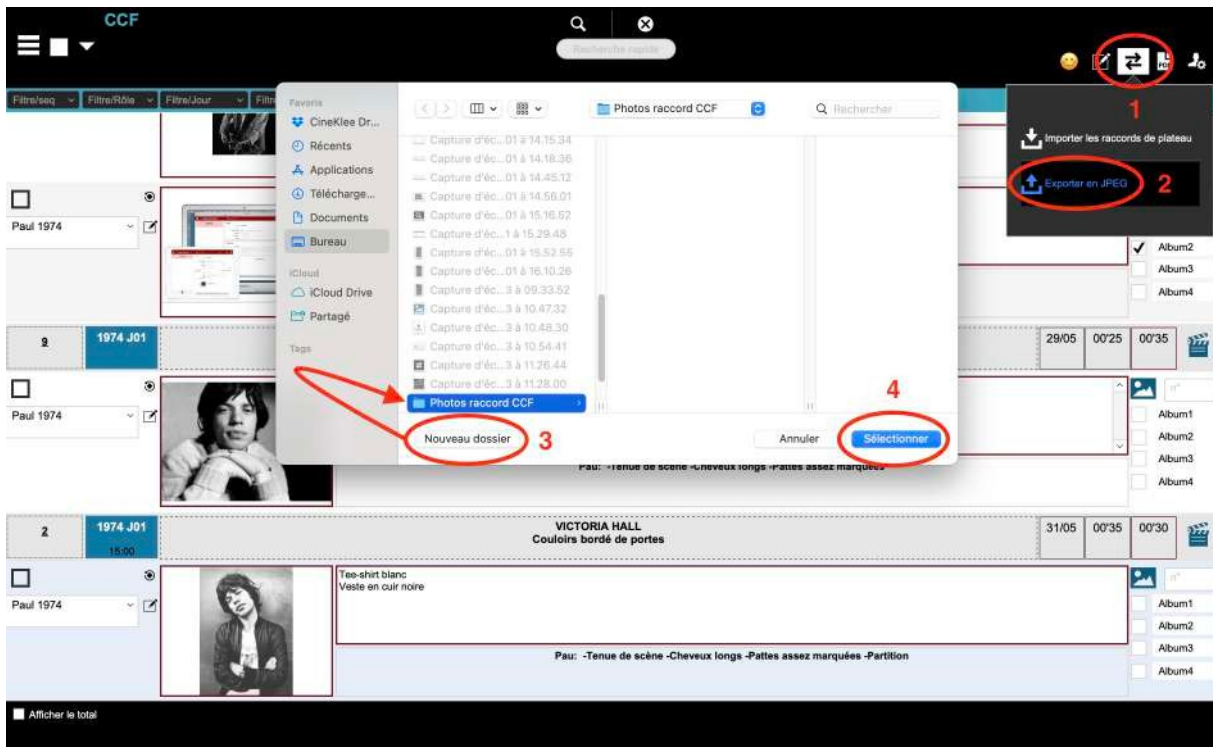 CCF
Recherche rapide
PDF
Filtre/seq
Filtre/Rôle
Filtre/Jour
1
Importer les raccords de plateau
Exporter en JPEG
2
Favoris
CineKlee Dr...
Récents
Applications
Télécharge...
Documents
Bureau
iCloud
iCloud Drive
Partagé
Tags
Photos raccord CCF
Rechercher
Capture d'éc...01 à 14.15.34
Capture d'éc...01 à 14.18.36
Capture d'éc...01 à 14.45.12
Capture d'éc...01 à 14.56.01
Capture d'éc...01 à 15.16.52
Capture d'éc...1 à 15.29.48
Capture d'éc...01 à 15.52.55
Capture d'éc...01 à 16.10.26
Capture d'éc...3 à 09.33.52
Capture d'éc...3 à 10.47.32
Capture d'éc...3 à 10.48.30
Capture d'éc...3 à 10.54.41
Capture d'éc...3 à 11.26.44
Capture d'éc...3 à 11.28.00
Photos raccord CCF
Nouveau dossier
3
Annuler
Sélectionner
4
Paul 1974
Album2
Album3
Album4
9
1974 J01
29/05
00'25
00'35
Paul 1974
n°
Album1
Album2
Album3
Album4
Pau: -Tenue de scène -Cheveux longs -Pattes assez marquées
2
1974 J01
15:00
VICTORIA HALL
Couloirs bordé de portes
31/05
00'35
00'30
Paul 1974
Tee-shirt blanc
Veste en cuir noire
Pau: -Tenue de scène -Cheveux longs -Pattes assez marquées -Partition
n°
Album1
Album2
Album3
Album4
Afficher le total